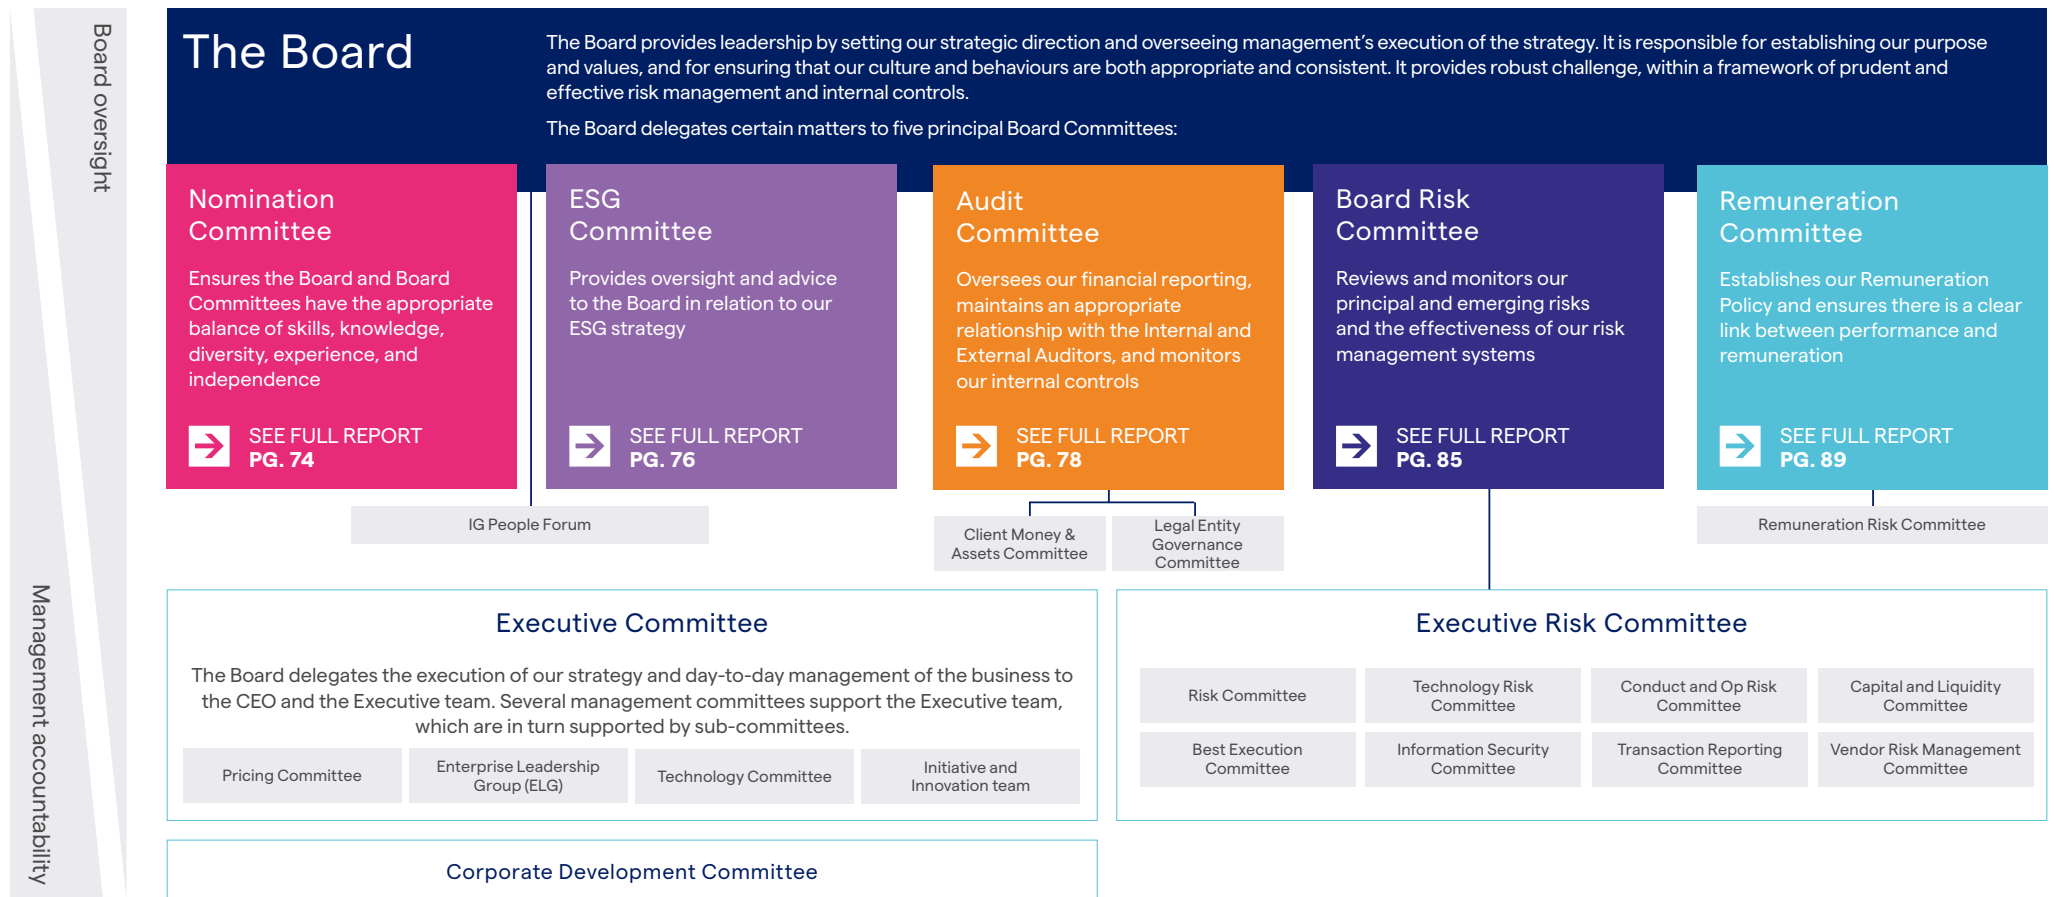 Board oversight
Management accountability
The Board
The Board provides leadership by setting our strategic direction and overseeing management’s execution of the strategy. It is responsible for establishing our purpose
and values, and for ensuring that our culture and behaviours are both appropriate and consistent. It provides robust challenge, within a framework of prudent and
effective risk management and internal controls.
The Board delegates certain matters to five principal Board Committees:
Nomination
Committee
Ensures the Board and Board
Committees have the appropriate
balance of skills, knowledge,
diversity, experience, and
independence
SEE FULL REPORT
PG. 74
ESG
Committee
Provides oversight and advice
to the Board in relation to our
ESG strategy
SEE FULL REPORT
PG. 76
Audit
Committee
Oversees our financial reporting,
maintains an appropriate
relationship with the Internal and
External Auditors, and monitors
our internal controls
SEE FULL REPORT
PG. 78
Board Risk
Committee
Reviews and monitors our
principal and emerging risks
and the effectiveness of our risk
management systems
SEE FULL REPORT
PG. 85
Remuneration
Committee
Establishes our Remuneration
Policy and ensures there is a clear
link between performance and
remuneration
SEE FULL REPORT
PG. 89
IG People Forum
Client Money &
Assets Committee
Legal Entity
Governance
Committee
Remuneration Risk Committee
Executive Committee
The Board delegates the execution of our strategy and day-to-day management of the business to
the CEO and the Executive team. Several management committees support the Executive team,
which are in turn supported by sub-committees.
Pricing Committee
Enterprise Leadership
Group (ELG)
Technology Committee
Initiative and
Innovation team
Executive Risk Committee
Risk Committee
Technology Risk
Committee
Conduct and Op Risk
Committee
Capital and Liquidity
Committee
Best Execution
Committee
Information Security
Committee
Transaction Reporting
Committee
Vendor Risk Management
Committee
Corporate Development Committee